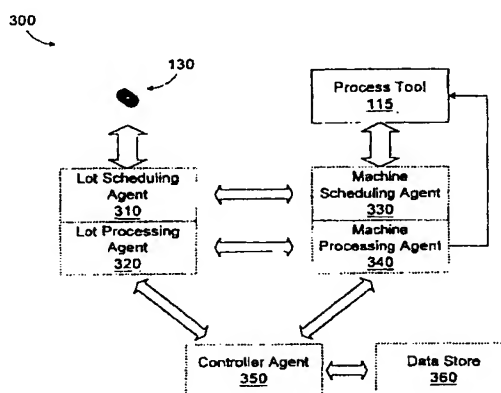 300
130
Process Tool
115
Lot Scheduling
Agent
310
Machine
Scheduling Agent
330
Lot Processing
Agent
320
Machine
Processing Agent
340
Controller Agent
350
Data Store
360